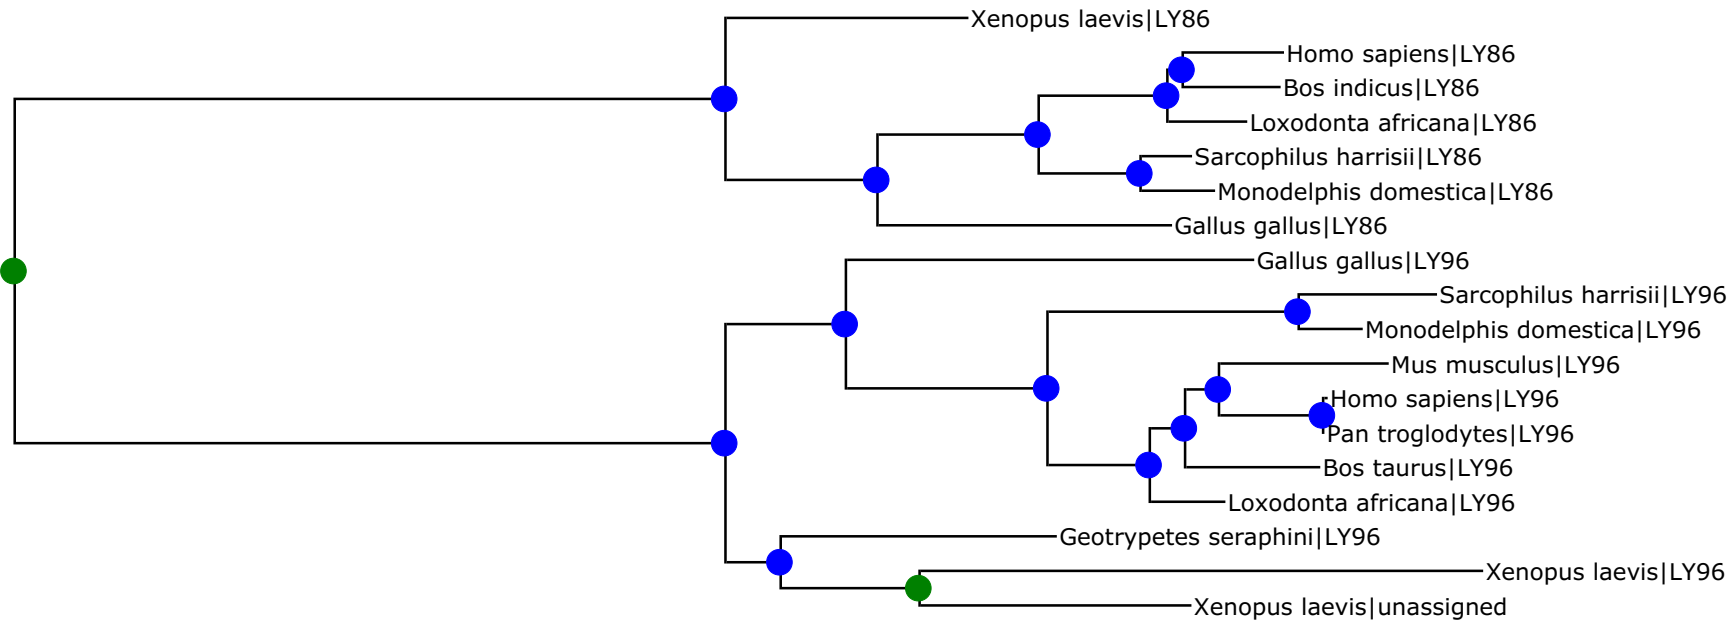 Xenopus laevis|LY86
Homo sapiens|LY86
Bos indicus|LY86
Loxodonta africana|LY86
Sarcophilus harrisii|LY86
Monodelphis domestica|LY86
Gallus gallus|LY86
Gallus gallus|LY96
Sarcophilus harrisii|LY96
Monodelphis domestica|LY96
Mus musculus|LY96
Homo sapiens|LY96
Pan troglodytes|LY96
Bos taurus|LY96
Loxodonta africana|LY96
Geotrypetes seraphini|LY96
Xenopus laevis|LY96
Xenopus laevis|unassigned